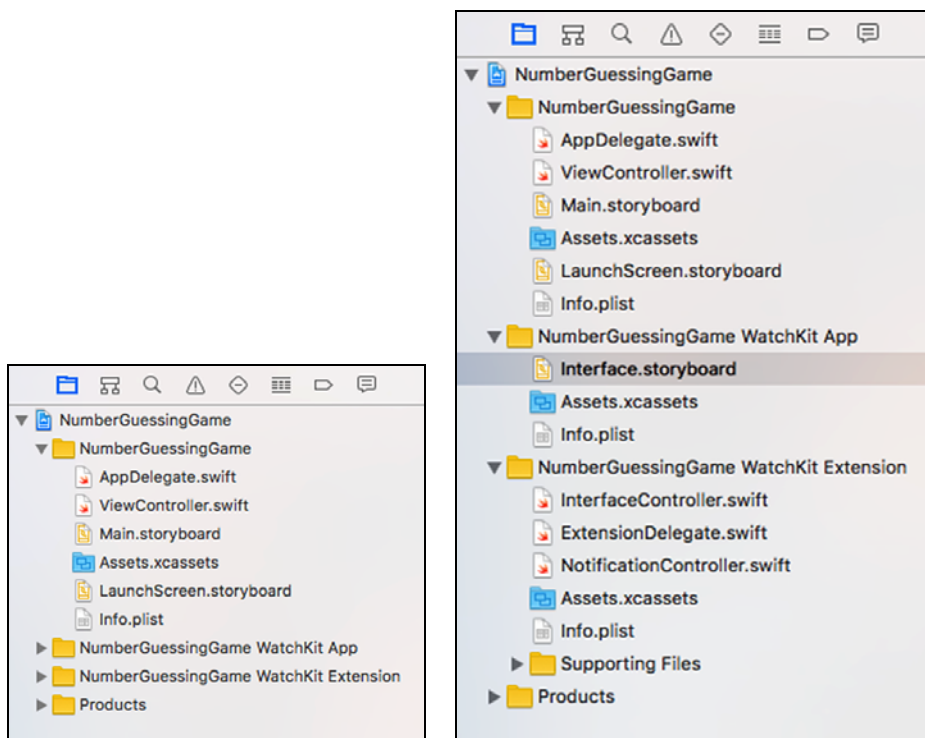 NumberGuessingGame
NumberGuessingGame
AppDelegate.swift
ViewController.swift
Main.storyboard
Assets.xcassets
LaunchScreen.storyboard
Info.plist
NumberGuessingGame WatchKit App
NumberGuessingGame WatchKit Extension
Products
NumberGuessingGame
NumberGuessingGame
AppDelegate.swift
ViewController.swift
Main.storyboard
Assets.xcassets
LaunchScreen.storyboard
Info.plist
NumberGuessingGame WatchKit App
Interface.storyboard
Assets.xcassets
Info.plist
NumberGuessingGame WatchKit Extension
InterfaceController.swift
ExtensionDelegate.swift
NotificationController.swift
Assets.xcassets
Info.plist
Supporting Files
Products